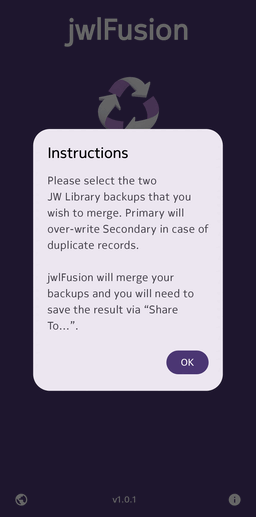 jwlFusion
Instructions
Please select the two
JW Library backups that you
wish to merge. Primary will
over-write Secondary in case of
duplicate records.
jwlFusion will merge your
backups and you will need to
save the result via “Share
To...”.
OK
v1.0.1